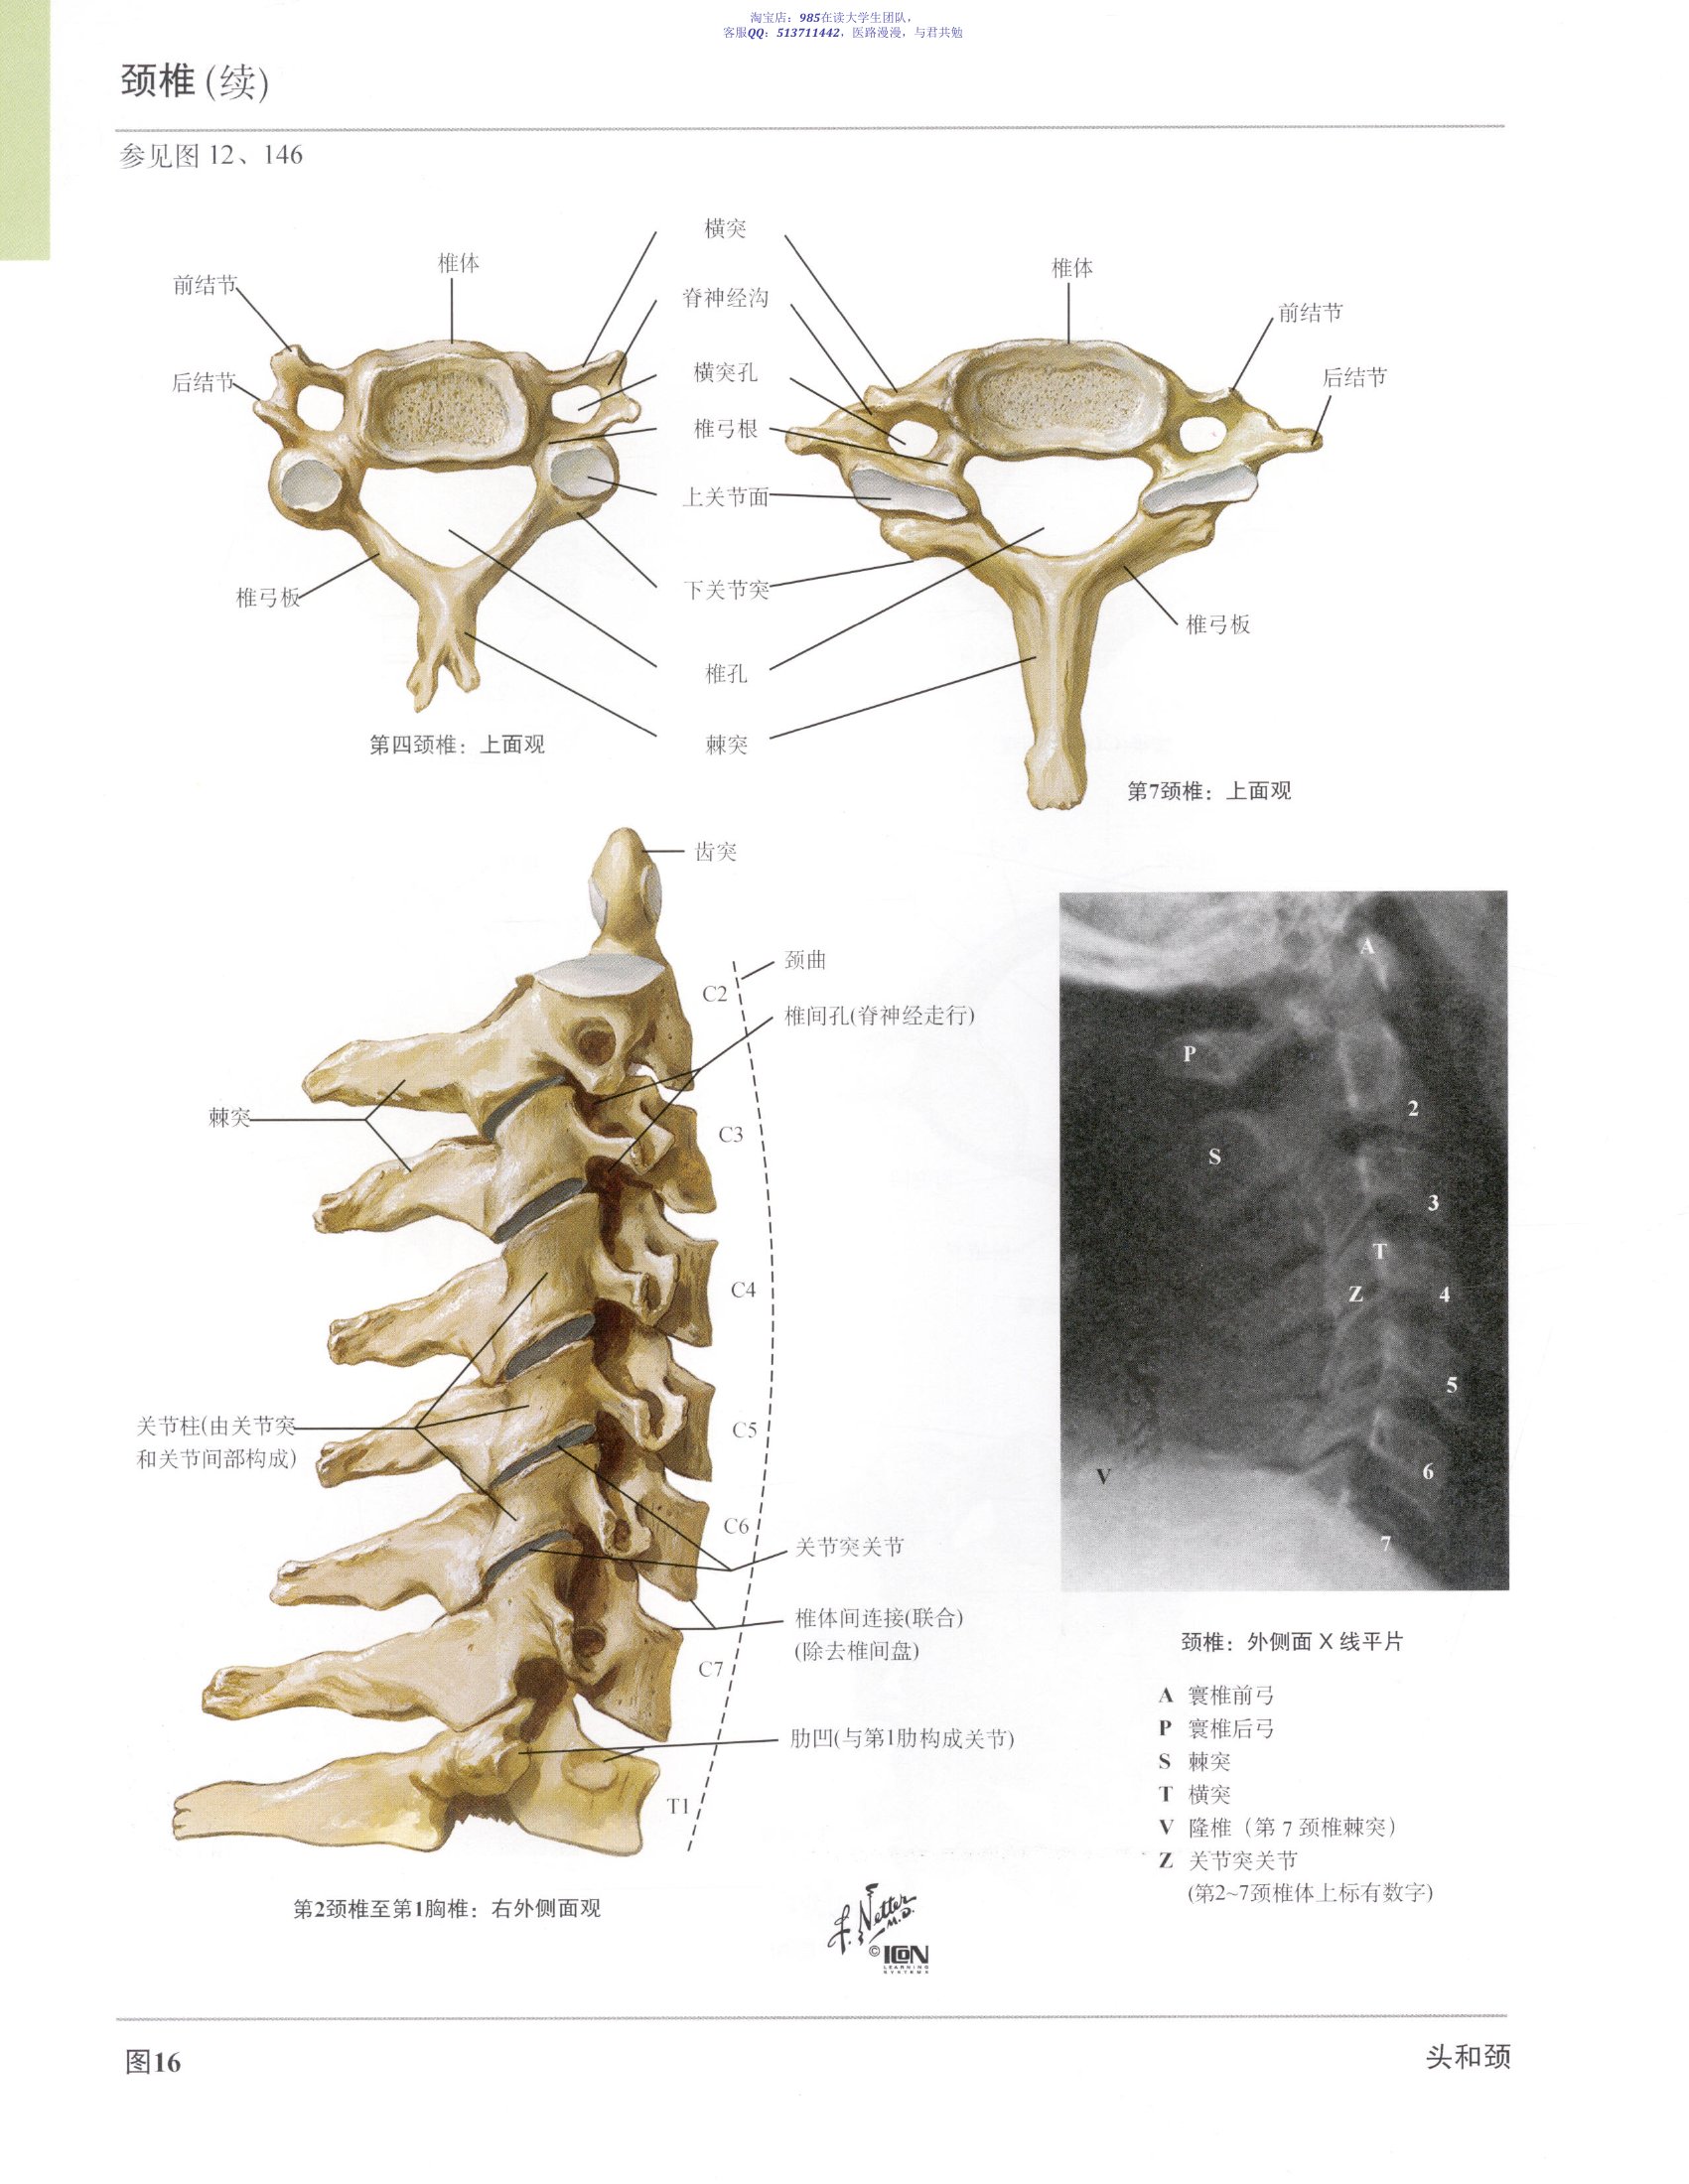 淘宝店：985在读大学生团队，
客服QQ：513711442，医路漫漫，与君共勉
颈椎(续)
参见图 12、146
横突
椎体
椎体
前结节
脊神经沟
前结节
后结节
横突孔
后结节
椎弓根
上关节面
下关节突
椎弓板
椎弓板
椎孔
棘突
第四颈椎：上面观
第7颈椎：上面观
齿突
颈曲
C2
椎间孔(脊神经走行)
棘突
C3
C4
关节柱(由关节突
和关节间部构成)
C5
C6
关节突关节
椎体间连接(联合)
(除去椎间盘)
C7
肋凹(与第1肋构成关节)
T1
第2颈椎至第1胸椎：右外侧面观
A
P
2
S
3
T
Z
4
5
V
6
7
颈椎：外侧面 X 线平片
A 寰椎前弓
P 寰椎后弓
S 棘突
T 横突
V 隆椎（第 7 颈椎棘突）
Z 关节突关节
(第2~7颈椎体上标有数字)
F. Netter
M.D.
© ICON
LEARNING
SYSTEMS
图16
头和颈